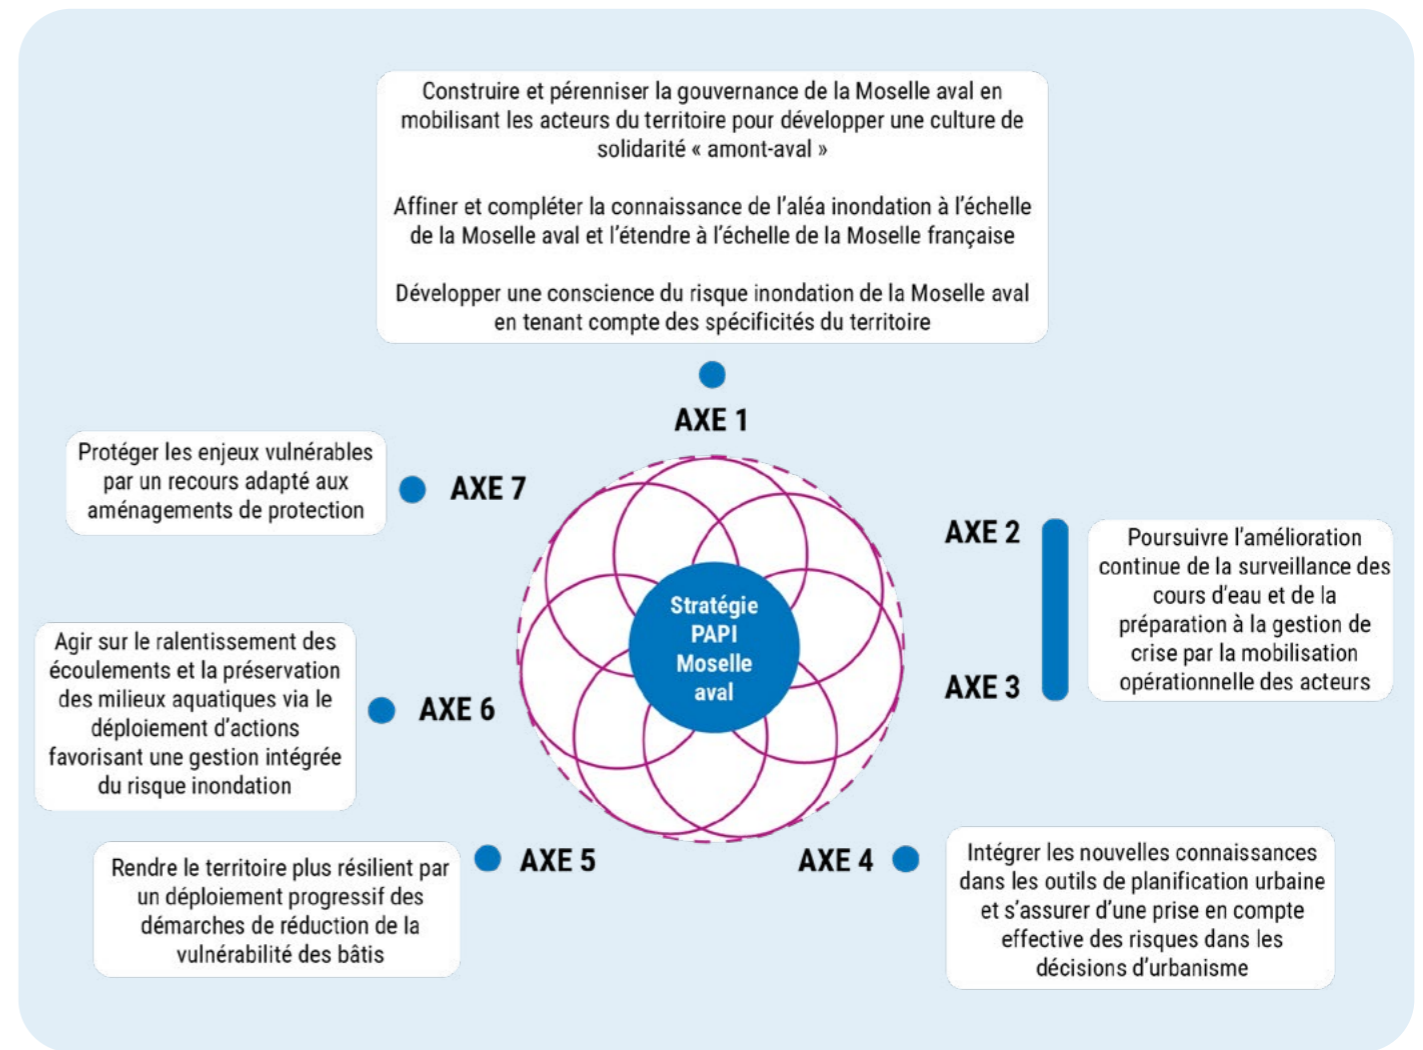 Construire et pérenniser la gouvernance de la Moselle aval en
mobilisant les acteurs du territoire pour développer une culture de
solidarité « amont-aval »
Affiner et compléter la connaissance de l'aléa inondation à l'échelle
de la Moselle aval et l'étendre à l'échelle de la Moselle française
Développer une conscience du risque inondation de la Moselle aval
en tenant compte des spécificités du territoire
AXE 1
Protéger les enjeux vulnérables
par un recours adapté aux
aménagements de protection
AXE 7
AXE 2
AXE 3
Poursuivre l'amélioration
continue de la surveillance des
cours d'eau et de la
préparation à la gestion de
crise par la mobilisation
opérationnelle des acteurs
Stratégie
PAPI
Moselle
aval
Agir sur le ralentissement des
écoulements et la préservation
des milieux aquatiques via le
déploiement d'actions
favorisant une gestion intégrée
du risque inondation
AXE 6
Rendre le territoire plus résilient par
un déploiement progressif des
démarches de réduction de la
vulnérabilité des bâtis
AXE 5
AXE 4
Intégrer les nouvelles connaissances
dans les outils de planification urbaine
et s'assurer d'une prise en compte
effective des risques dans les
décisions d'urbanisme